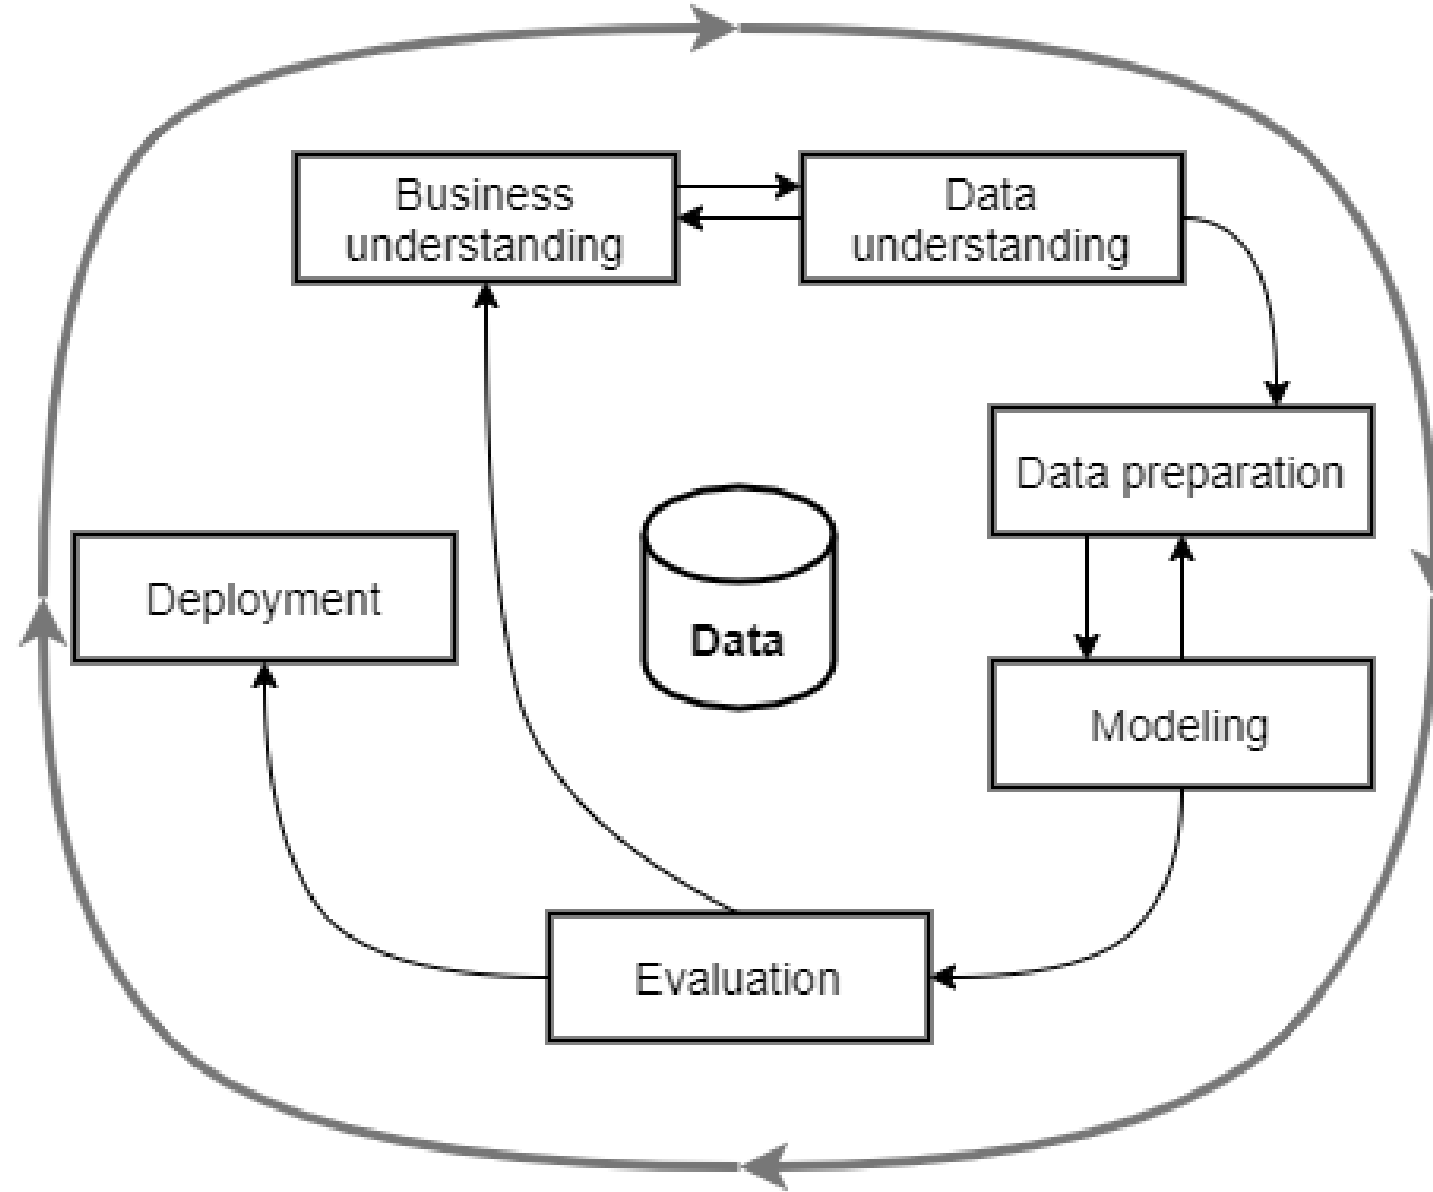 Business
understanding
Data
understanding
Data preparation
Deployment
Data
Modeling
Evaluation